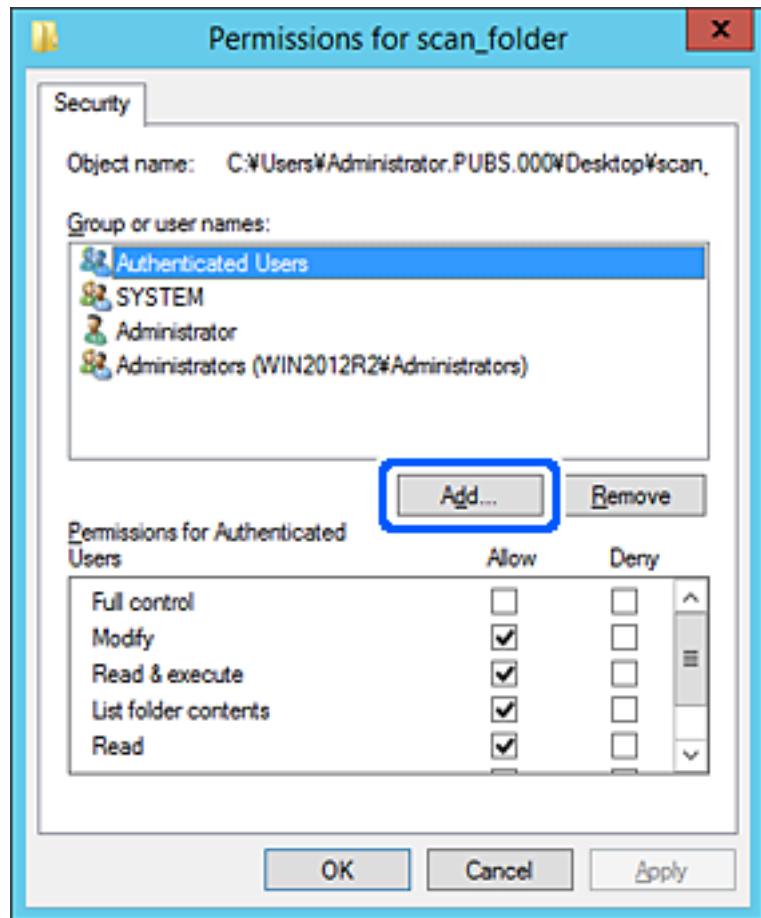 Permissions for scan_folder
x
Security
Object name: C:¥Users¥Administrator.PUBS.000¥Desktop¥scan_
Group or user names:
Authenticated Users
SYSTEM
Administrator
Administrators (WIN2012R2¥Administrators)
Add... Remove
Permissions for Authenticated
Users Allow Deny
Full control
Modify
Read & execute
List folder contents
Read
OK Cancel Apply